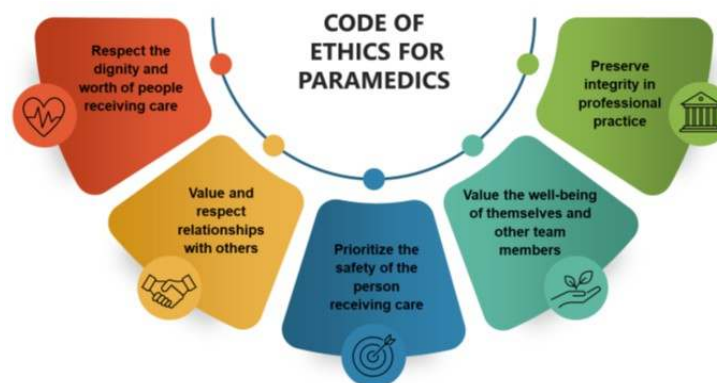 CODE OF
ETHICS FOR
PARAMEDICS
Respect the
dignity and
worth of people
receiving care
Value and
respect
relationships
with others
Prioritize the
safety of the
person
receiving care
Value the well-being
of themselves and
other team
members
Preserve
integrity in
professional
practice